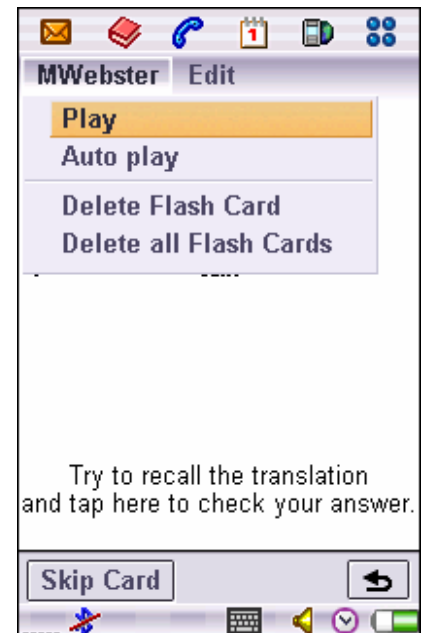 1
MWebster Edit
Play
Auto play
Delete Flash Card
Delete all Flash Cards
Try to recall the translation
and tap here to check your answer.
Skip Card